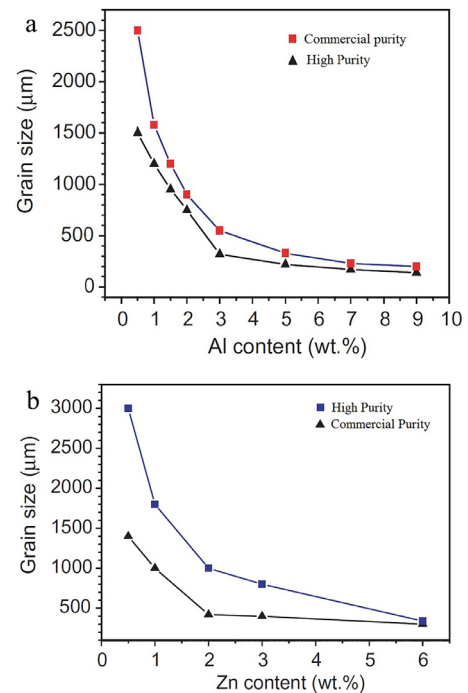 a
Commercial purity
High Purity
2500
2000
1500
1000
500
0
Grain size (μm)
0 1 2 3 4 5 6 7 8 9 10
Al content (wt.%)
b
High Purity
Commercial Purity
3000
2500
2000
1500
1000
500
Grain size (μm)
0 1 2 3 4 5 6
Zn content (wt.%)